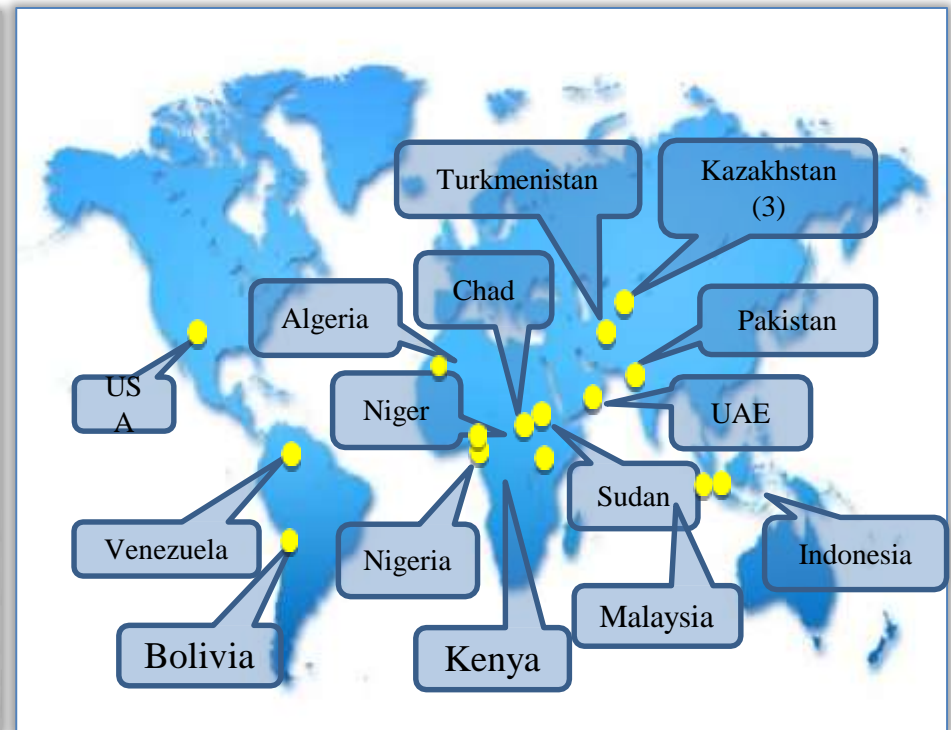 Turkmenistan
Kazakhstan
(3)
Chad
Algeria
Pakistan
US
A
Niger
UAE
Sudan
Venezuela
Nigeria
Indonesia
Malaysia
Bolivia
Kenya